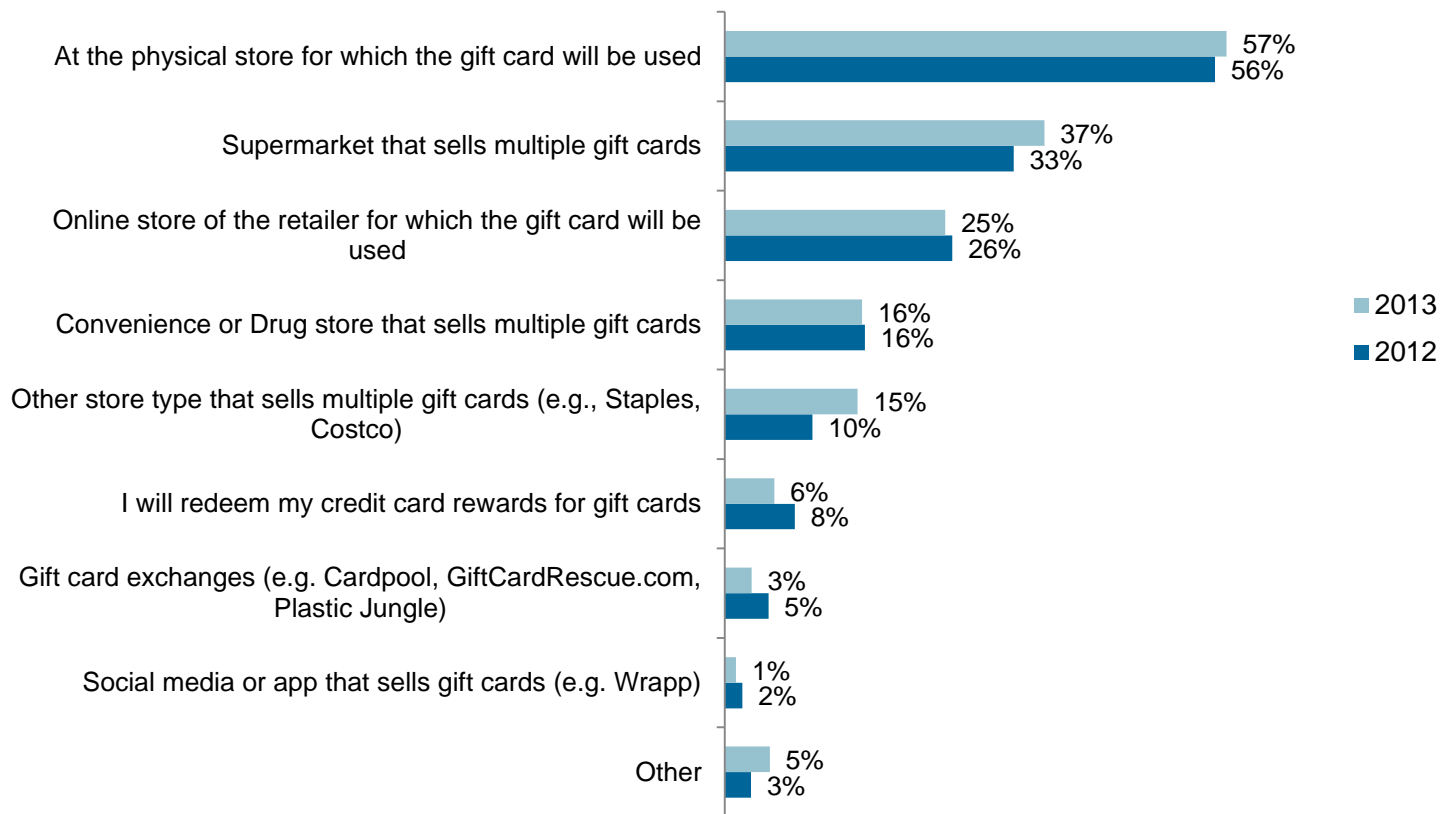 At the physical store for which the gift card will be used
57%
56%
Supermarket that sells multiple gift cards
37%
33%
Online store of the retailer for which the gift card will be
used
25%
26%
Convenience or Drug store that sells multiple gift cards
16%
16%
Other store type that sells multiple gift cards (e.g., Staples,
Costco)
15%
10%
I will redeem my credit card rewards for gift cards
6%
8%
Gift card exchanges (e.g. Cardpool, GiftCardRescue.com,
Plastic Jungle)
3%
5%
Social media or app that sells gift cards (e.g. Wrapp)
1%
2%
Other
5%
3%
2013
2012